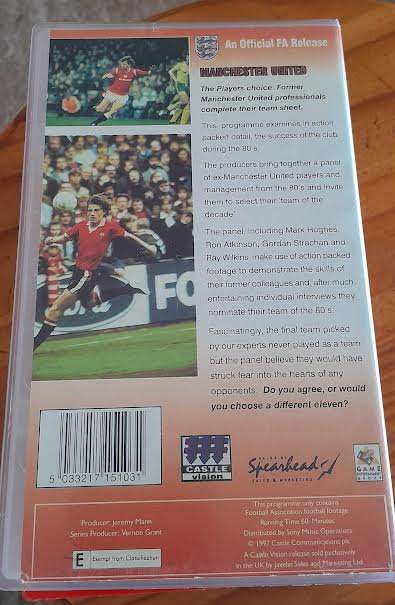 An Official FA Release
MANCHESTER UNITED
The Players choice. Former
Manchester United professionals
complete their team sheet.
This programme examines in action
packed detail, the success of the club
during the 80's.
The producers bring together a panel
of ex-Manchester United players and
management from the 80's and invite
them to select their 'team of the
decade'
The panel, including Mark Hughes,
Ron Atkinson, Gordan Strachan and
Ray Wilkins, make use of action packed
footage to demonstrate the skills of
their former colleagues and after much
entertaining individual interviews they
nominate their team of the 80's.
Fascinatingly, the final team picked
by our experts never played as a team
but the panel believe they would have
struck fear into the hearts of any
opponents. Do you agree, or would
you choose a different eleven?
FO
5 033217 151031
CASTLE
vision
Spearhead
SALES & MARKETING
GAME
Producer: Jeremy Mann
Series Producer: Vernon Grant
E Exempt from Classification
This programme only contains
Football Association football footage.
Running Time 60 Minutes
Distributed by Sony Music Operations
© 1997 Castle Communications plc
A Castle Vision release sold exclusively
in the UK by Marketing Ltd.